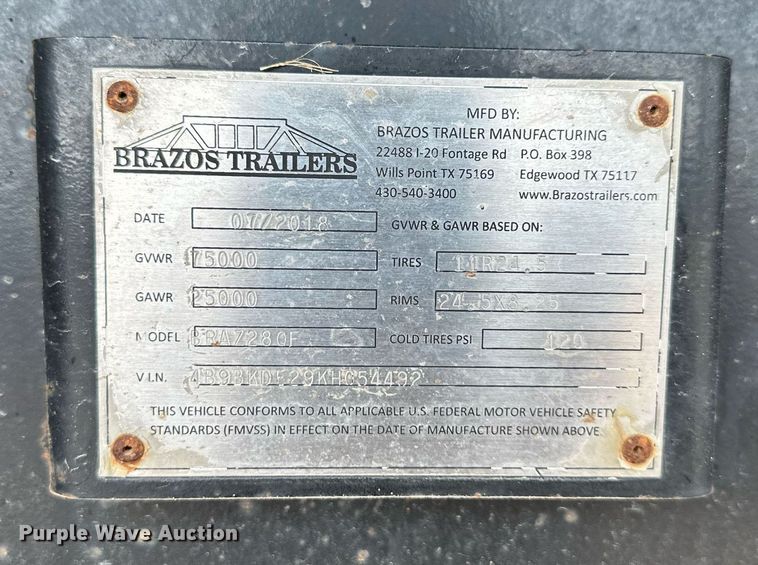 MFD BY:
BRAZOS TRAILER MANUFACTURING
22488 I-20 Fontage Rd P.O. Box 398
Wills Point TX 75169 Edgewood TX 75117
430-540-3400 www.Brazostrailers.com
BRAZOS TRAILERS
DATE 07/2018 GVWR & GAWR BASED ON:
GVWR 75000 TIRES
GAWR 25000 RIMS
MODEL COLD TIRES PSI 120
V.I.N.
THIS VEHICLE CONFORMS TO ALL APPLICABLE U.S. FEDERAL MOTOR VEHICLE SAFETY
STANDARDS (FMVSS) IN EFFECT ON THE DATE OF MANUFACTURE SHOWN ABOVE.
Purple Wave Auction